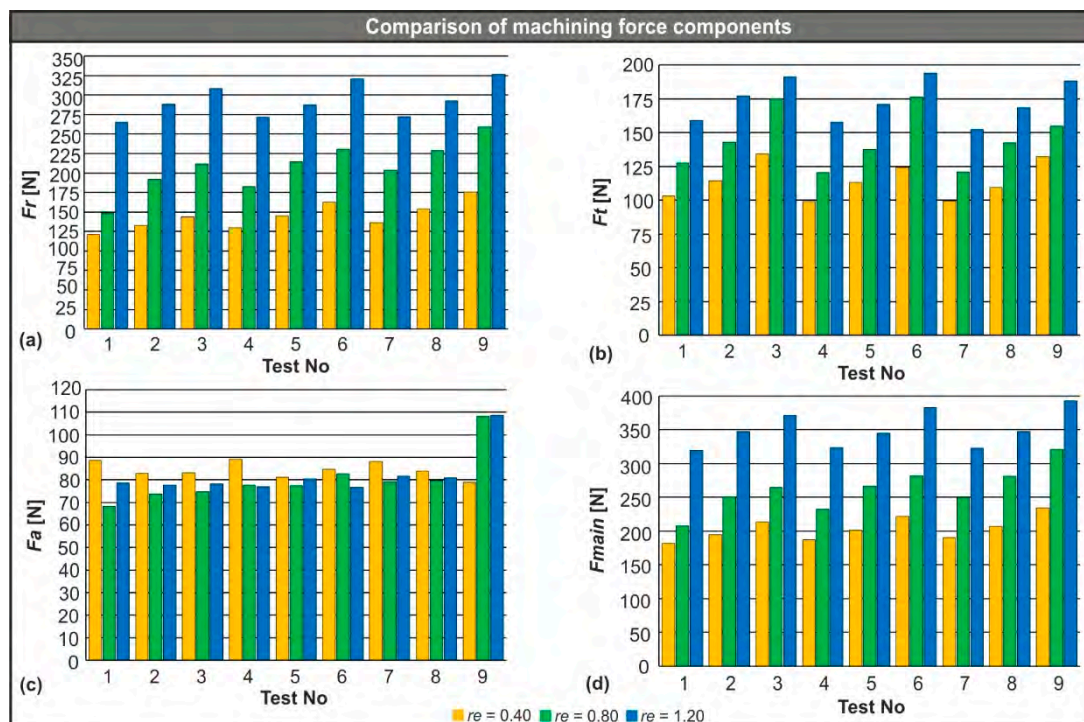 Comparison of machining force components
350
325
300
275
250
225
200
175
150
125
100
75
50
25
0
Fr [N]
(a)
1 2 3 4 5 6 7 8 9
Test No
200
175
150
125
100
75
50
25
0
Ft [N]
(b)
1 2 3 4 5 6 7 8 9
Test No
120
110
100
90
80
70
60
50
40
30
20
10
0
Fa [N]
(c)
1 2 3 4 5 6 7 8 9
Test No
400
350
300
250
200
150
100
50
0
Fmain [N]
(d)
1 2 3 4 5 6 7 8 9
Test No
re = 0.40 re = 0.80 re = 1.20